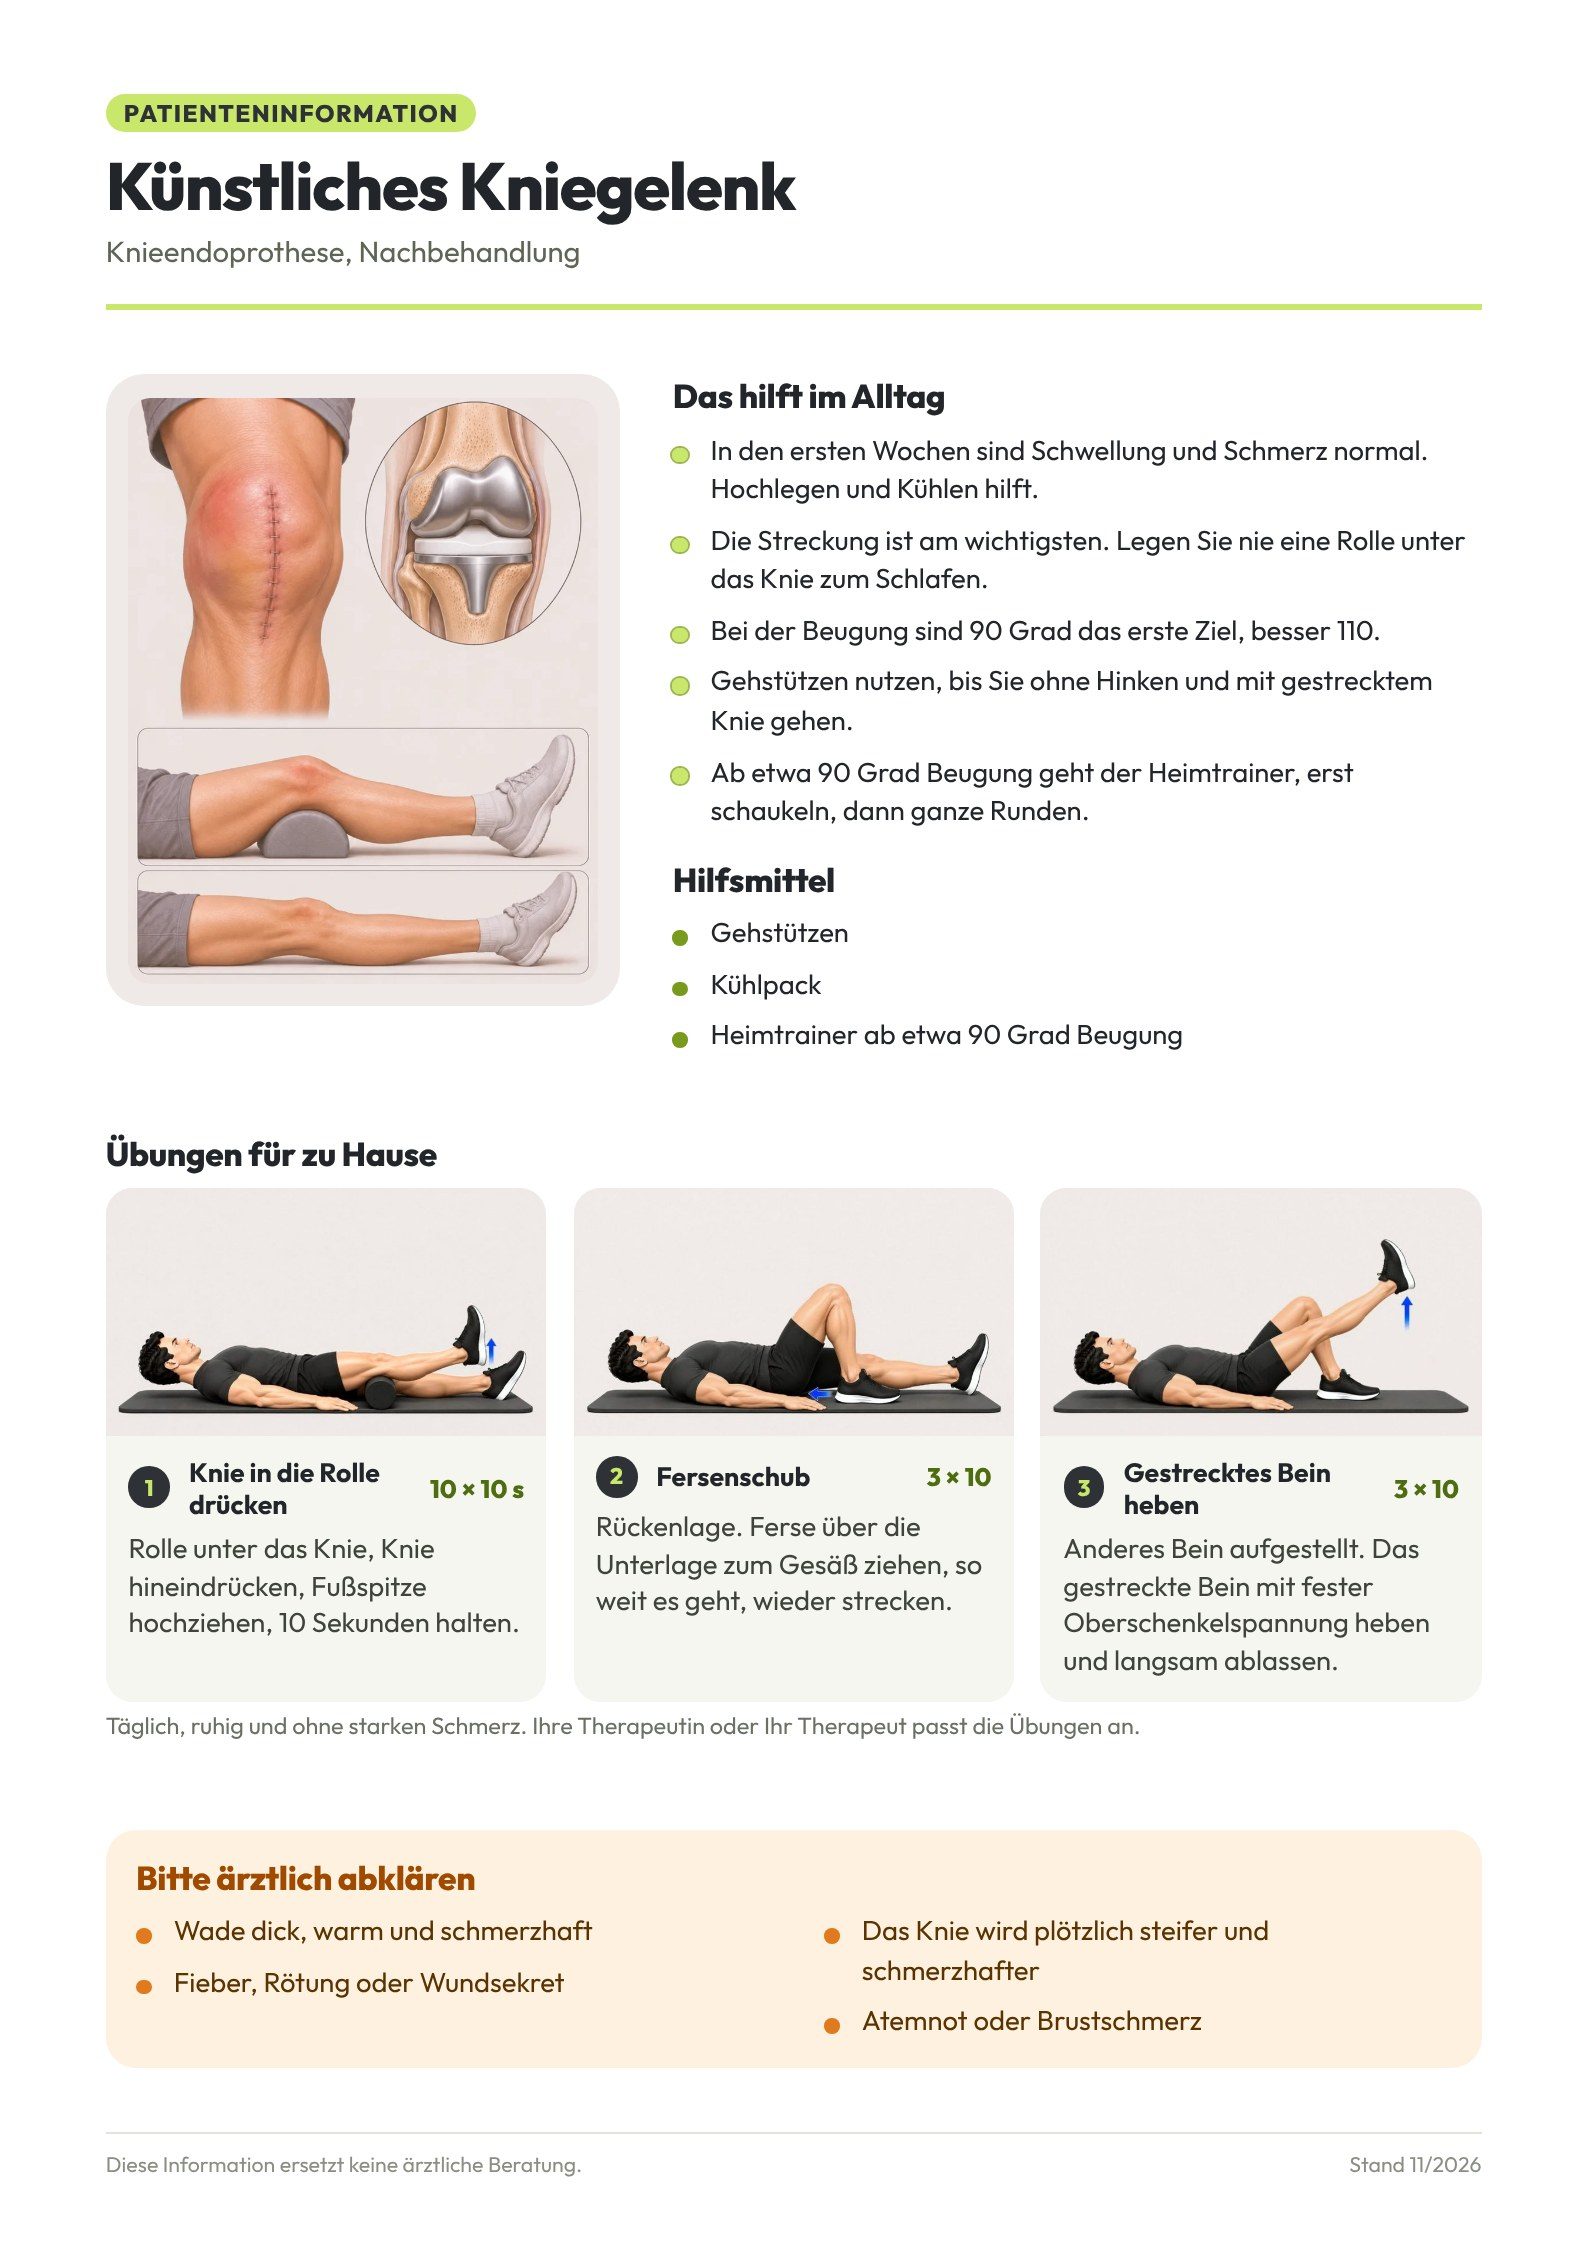 PATIENTENINFORMATION
Künstliches Kniegelenk
Knieendoprothese, Nachbehandlung
Das hilft im Alltag
In den ersten Wochen sind Schwellung und Schmerz normal.
Hochlegen und Kühlen hilft.
Die Streckung ist am wichtigsten. Legen Sie nie eine Rolle unter
das Knie zum Schlafen.
Bei der Beugung sind 90 Grad das erste Ziel, besser 110.
Gehstützen nutzen, bis Sie ohne Hinken und mit gestrecktem
Knie gehen.
Ab etwa 90 Grad Beugung geht der Heimtrainer, erst
schaukeln, dann ganze Runden.
Hilfsmittel
Gehstützen
Kühlpack
Heimtrainer ab etwa 90 Grad Beugung
Übungen für zu Hause
1 Knie in die Rolle
drücken 10 × 10 s
Rolle unter das Knie, Knie
hineindrücken, Fußspitze
hochziehen, 10 Sekunden halten.
2 Fersenschub 3 × 10
Rückenlage. Ferse über die
Unterlage zum Gesäß ziehen, so
weit es geht, wieder strecken.
3 Gestrecktes Bein
heben 3 × 10
Anderes Bein aufgestellt. Das
gestreckte Bein mit fester
Oberschenkelspannung heben
und langsam ablassen.
Täglich, ruhig und ohne starken Schmerz. Ihre Therapeutin oder Ihr Therapeut passt die Übungen an.
Bitte ärztlich abklären
Wade dick, warm und schmerzhaft
Fieber, Rötung oder Wundsekret
Das Knie wird plötzlich steifer und
schmerzhafter
Atemnot oder Brustschmerz
Diese Information ersetzt keine ärztliche Beratung.
Stand 11/2026